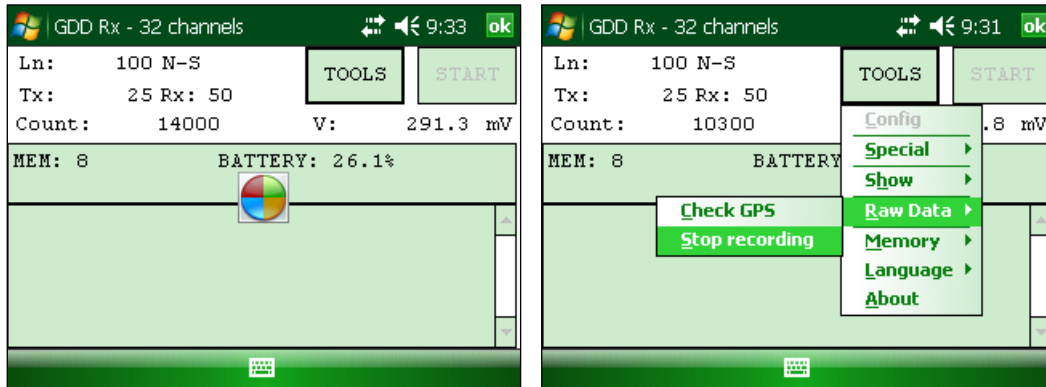 GDD Rx - 32 channels 9:33 ok
Ln: 100 N-S
TOOLS START
Tx: 25 Rx: 50
Count: 14000 V: 291.3 mV
MEM: 8 BATTERY: 26.1%
GDD Rx - 32 channels 9:31 ok
Ln: 100 N-S
TOOLS START
Tx: 25 Rx: 50
Count: 10300 .8 mV
MEM: 8 BATTERY
Config
Special
Show
Raw Data
Memory
Language
About
Check GPS
Stop recording